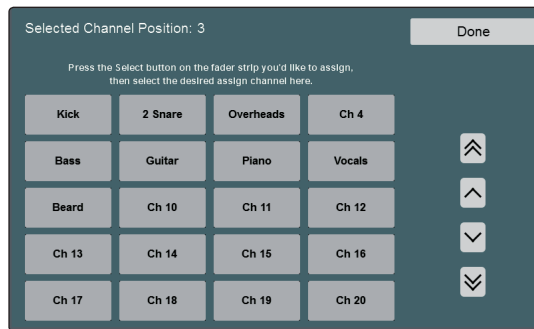 Selected Channel Position: 3
Done
Press the Select button on the fader strip you'd like to assign,
then select the desired assign channel here.
Kick 2 Snare Overheads Ch 4
Bass Guitar Piano Vocals
Beard Ch 10 Ch 11 Ch 12
Ch 13 Ch 14 Ch 15 Ch 16
Ch 17 Ch 18 Ch 19 Ch 20